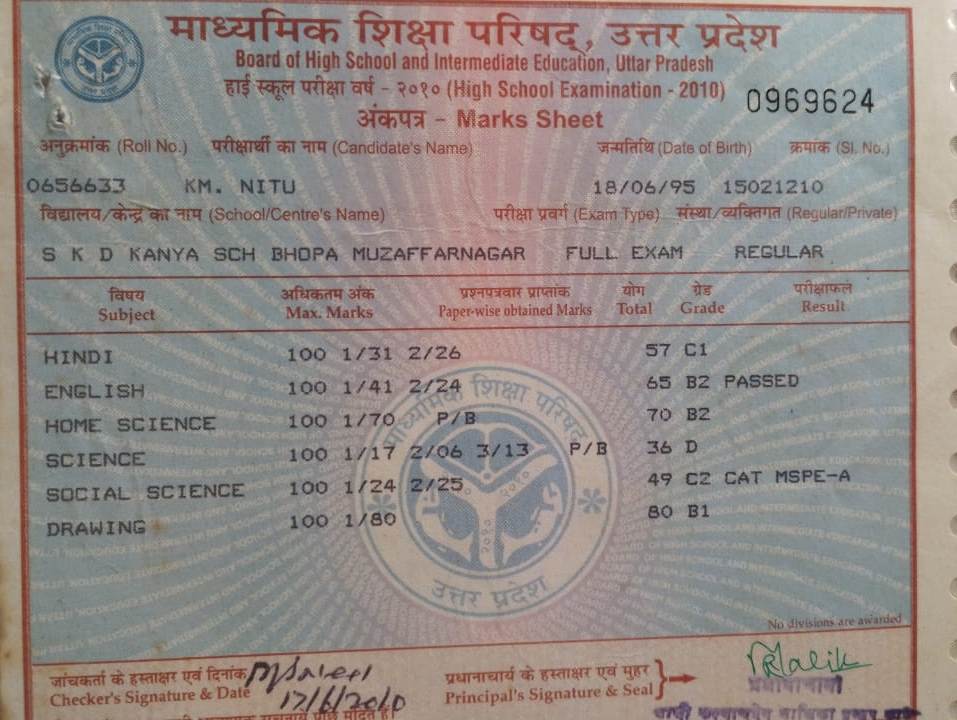 माध्यमिक शिक्षा परिषद्, उत्तर प्रदेश
Board of High School and Intermediate Education, Uttar Pradesh
हाई स्कूल परीक्षा वर्ष - २०१० (High School Examination - 2010) 0969624
अंकपत्र - Marks Sheet
अनुक्रमांक (Roll No.) परीक्षार्थी का नाम (Candidate's Name) जन्मतिथि (Date of Birth) क्रमांक (Sl. No.)
0656633 KM. NITU 18/06/95 15021210
विद्यालय/केन्द्र का नाम (School/Centre's Name) परीक्षा प्रवर्ग (Exam Type) संस्था/व्यक्तिगत (Regular/Private)
S K D KANYA SCH BHOPA MUZAFFARNAGAR FULL EXAM REGULAR
विषय अधिकतम अंक प्रश्नपत्रवार प्राप्तांक योग ग्रेड परीक्षाफल
Subject Max. Marks Paper-wise obtained Marks Total Grade Result
HINDI 100 1/31 2/26 57 C1
ENGLISH 100 1/41 2/24 65 B2 PASSED
HOME SCIENCE 100 1/70 P/B 70 B2
SCIENCE 100 1/17 2/06 3/13 P/B 36 D
SOCIAL SCIENCE 100 1/24 2/25 49 C2 CAT MSPE-A
DRAWING 100 1/80 80 B1
माध्यमिक शिक्षा परिषद
उत्तर प्रदेश
No divisions are awarded
जांचकर्ता के हस्ताक्षर एवं दिनांक प्रधानाचार्य के हस्ताक्षर एवं मुहर
Checker's Signature & Date 17/6/2010 Principal's Signature & Seal